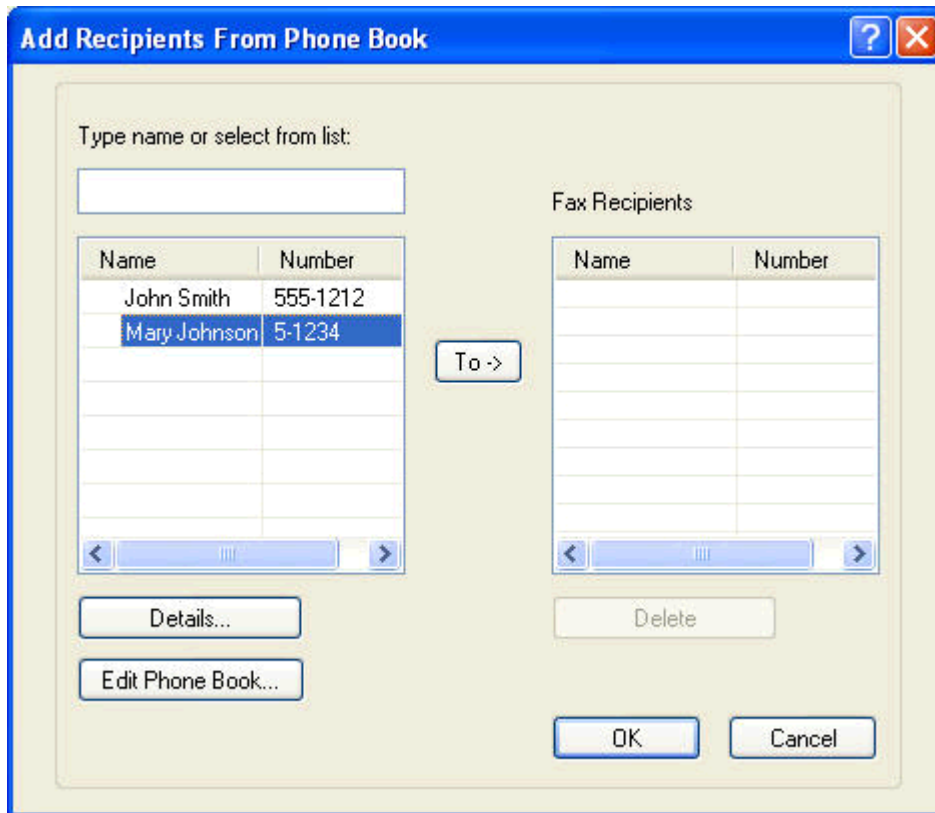 Add Recipients From Phone Book
Type name or select from list:
Name Number
John Smith 555-1212
Mary Johnson 5-1234
To ->
Fax Recipients
Name Number
Details...
Edit Phone Book...
Delete
OK Cancel